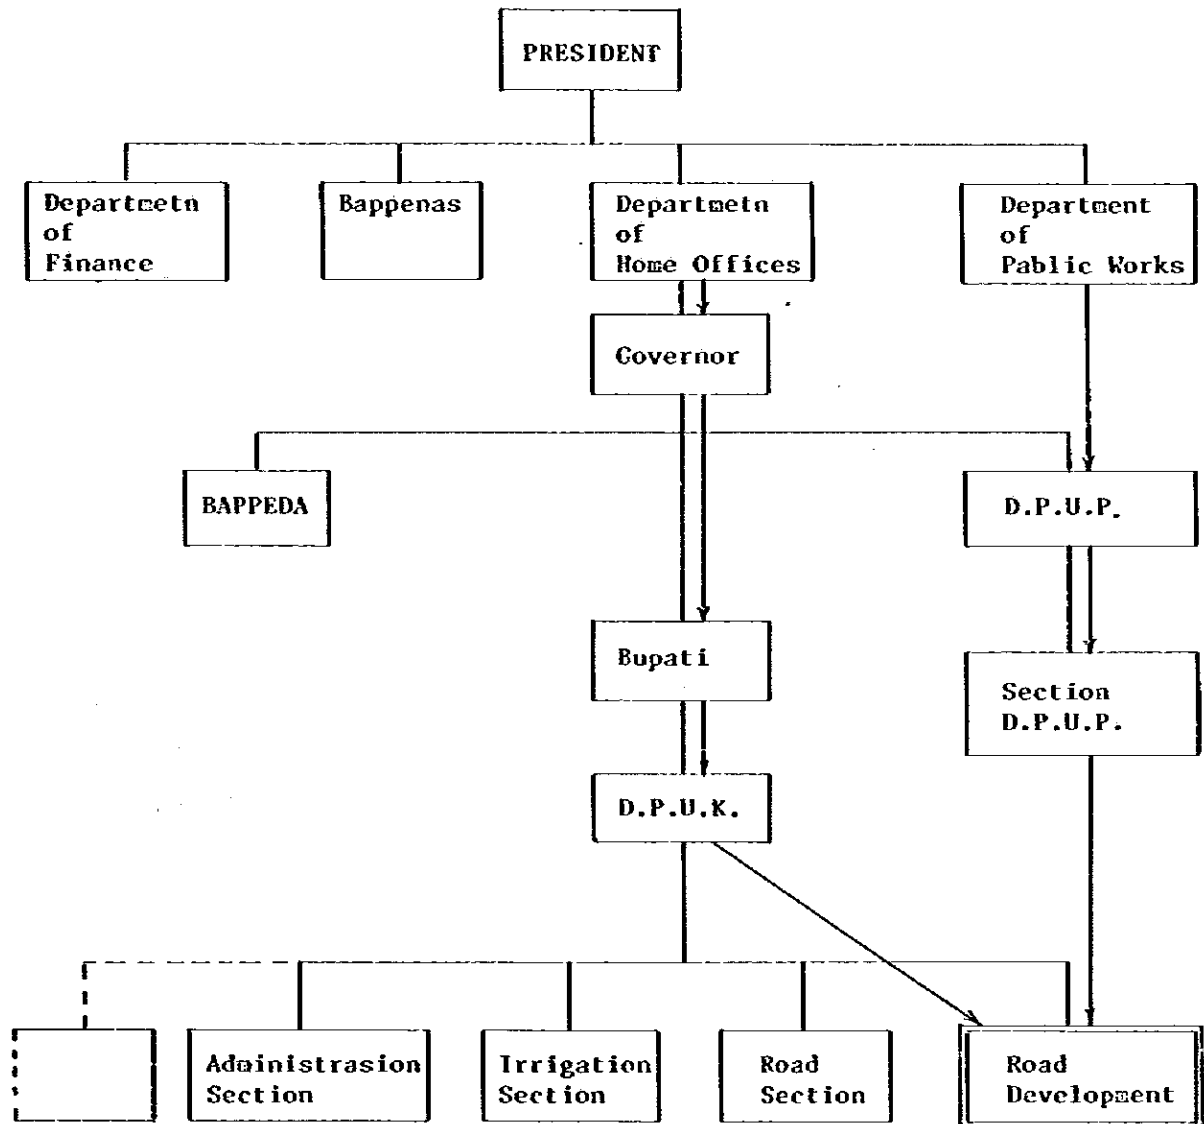 PRESIDENT
Departmetn
of
Finance
Bappenas
Departmetn
of
Home Offices
Department
of
Pablic Works
Governor
BAPPEDA
D.P.U.P.
Bupati
Section
D.P.U.P.
D.P.U.K.
Administrasion
Section
Irrigation
Section
Road
Section
Road
Development